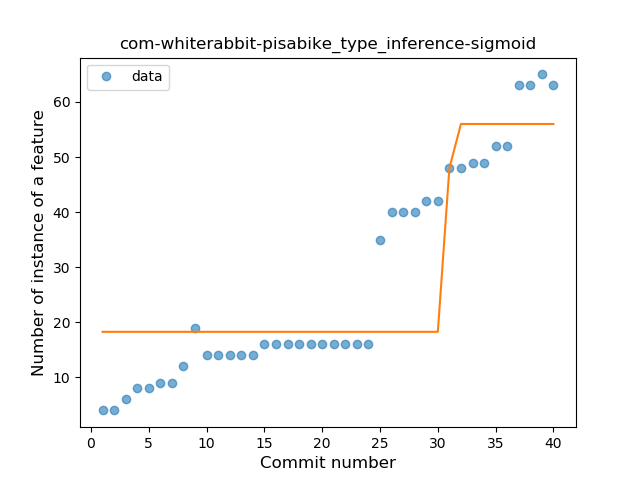 com-whiterabbit-pisabike_type_inference-sigmoid
data
Number of instance of a feature
60
50
40
30
20
10
0 5 10 15 20 25 30 35 40
Commit number